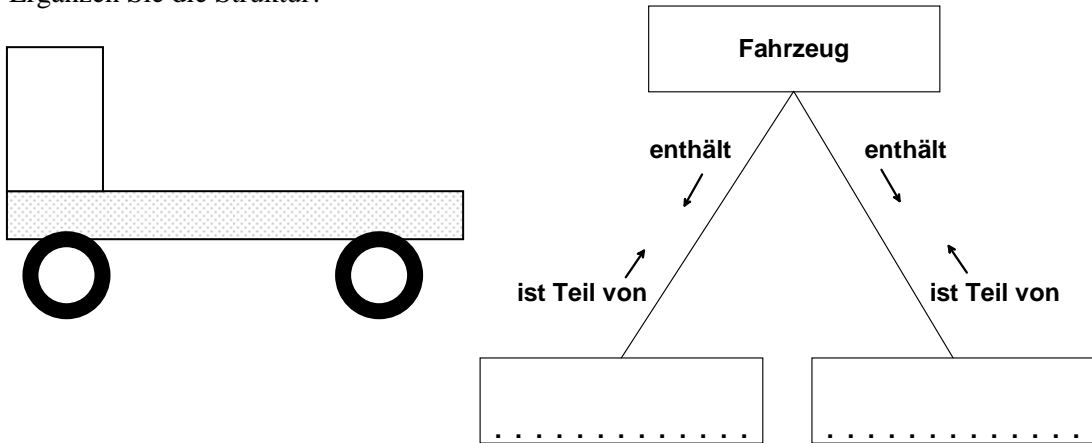 Ergänzen Sie die Struktur!
Fahrzeug
enthält enthält
ist Teil von ist Teil von
. . . . . . . . . . . . . . . . . . . . . . . . . .